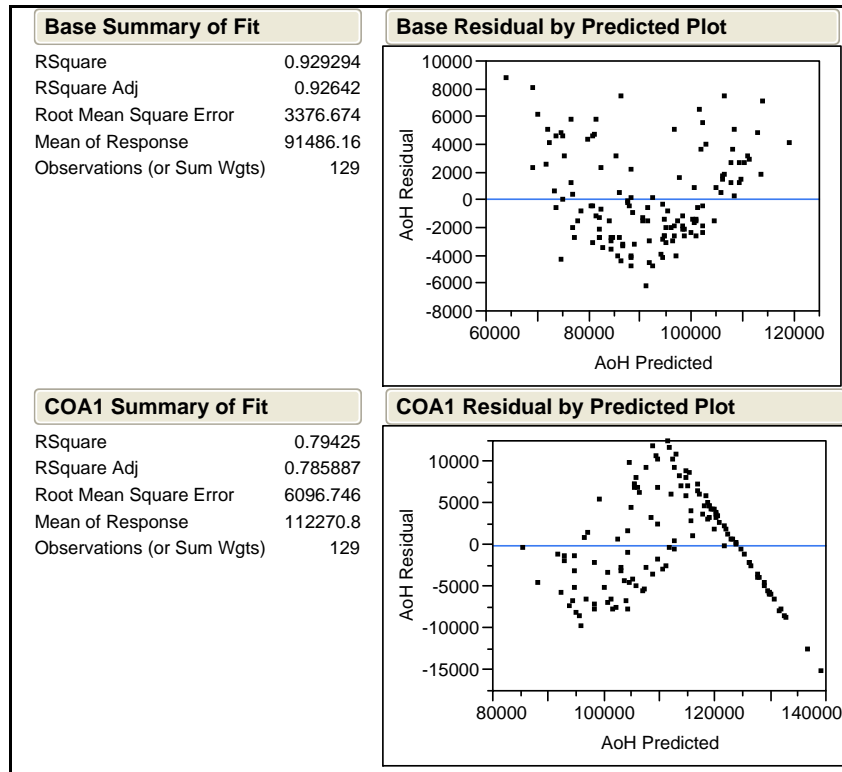 Base Summary of Fit
RSquare 0.929294
RSquare Adj 0.92642
Root Mean Square Error 3376.674
Mean of Response 91486.16
Observations (or Sum Wgts) 129
Base Residual by Predicted Plot
10000
8000
6000
4000
2000
0
-2000
-4000
-6000
-8000
AoH Residual
60000 80000 100000 120000
AoH Predicted
COA1 Summary of Fit
RSquare 0.79425
RSquare Adj 0.785887
Root Mean Square Error 6096.746
Mean of Response 112270.8
Observations (or Sum Wgts) 129
COA1 Residual by Predicted Plot
10000
5000
0
-5000
-10000
-15000
AoH Residual
80000 100000 120000 140000
AoH Predicted